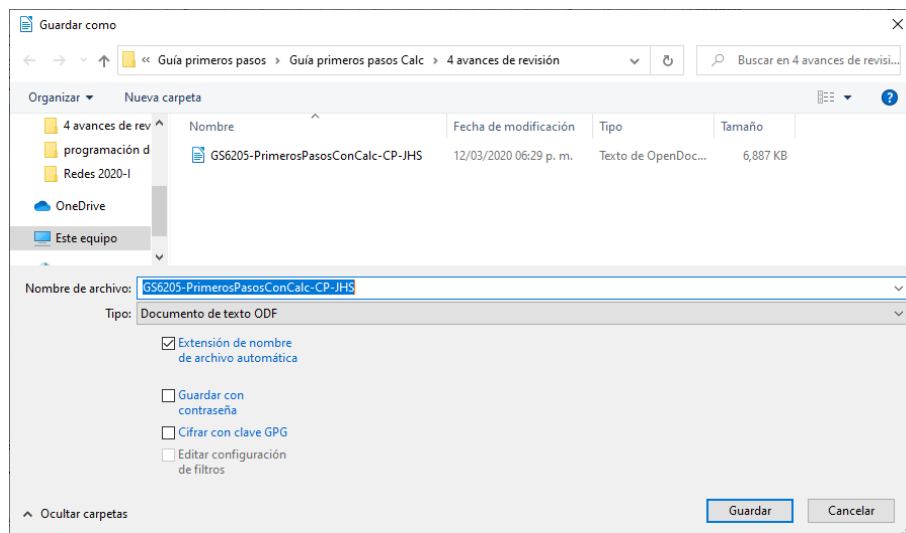 Guardar como
« Guía primeros pasos › Guía primeros pasos Calc › 4 avances de revisión
Buscar en 4 avances de revisi...
Organizar Nueva carpeta
4 avances de rev
programación d
Redes 2020-I
OneDrive
Este equipo
Nombre Fecha de modificación Tipo Tamaño
GS6205-PrimerosPasosConCalc-CP-JHS 12/03/2020 06:29 p. m. Texto de OpenDoc... 6,887 KB
Nombre de archivo: GS6205-PrimerosPasosConCalc-CP-JHS
Tipo: Documento de texto ODF
Extensión de nombre
de archivo automática
Guardar con
contraseña
Cifrar con clave GPG
Editar configuración
de filtros
Ocultar carpetas
Guardar Cancelar